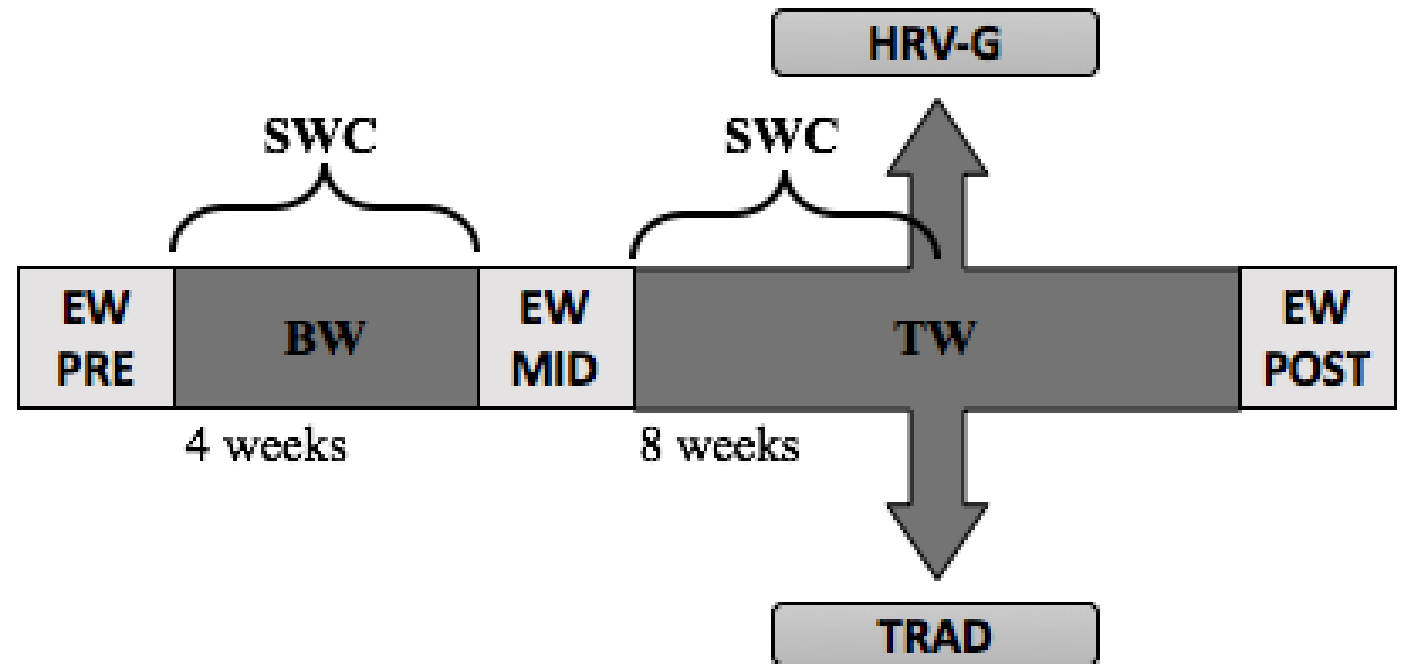 HRV-G
SWC
SWC
EW
PRE
BW
EW
MID
TW
EW
POST
4 weeks
8 weeks
TRAD